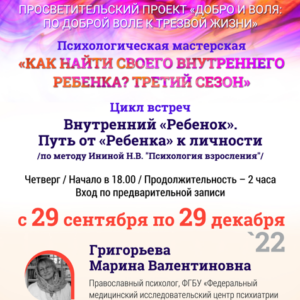 ПРОСВЕТИТЕЛЬСКИЙ ПРОЕКТ «ДОБРО И ВОЛЯ:
ПО ДОБРОЙ ВОЛЕ К ТРЕЗВОЙ ЖИЗНИ»
Психологическая мастерская
«КАК НАЙТИ СВОЕГО ВНУТРЕННЕГО
РЕБЕНКА? ТРЕТИЙ СЕЗОН»
Цикл встреч
Внутренний «Ребенок».
Путь от «Ребенка» к личности
/по методу Ининой Н.В. "Психология взросления"/
Четверг / Начало в 18.00 / Продолжительность – 2 часа
Вход по предварительной записи
с 29 сентября по 29 декабря
`22
Григорьева
Марина Валентиновна
Православный психолог, ФГБУ «Федеральный
медицинский исследовательский центр психиатрии